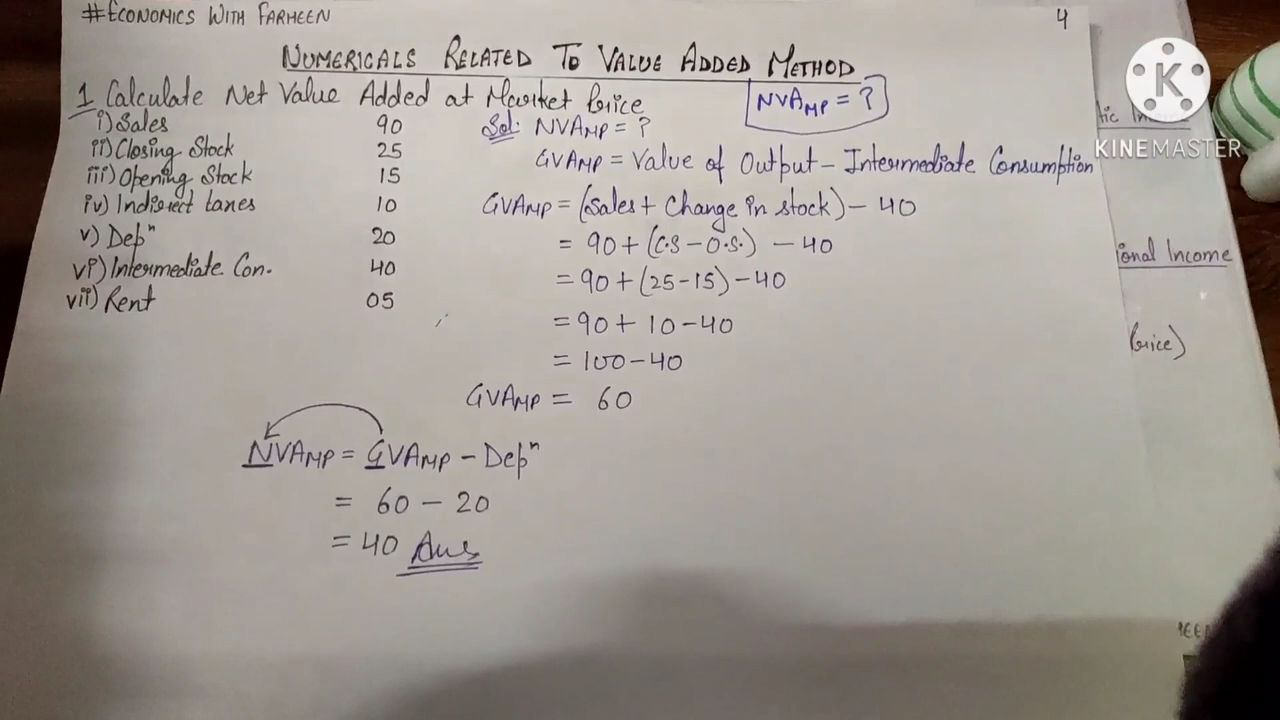 #ECONOMICS WITH FARHEEN
4
NUMERICALS RELATED TO VALUE ADDED METHOD
1 Calculate Net Value Added at Market Price
NVAMP = ?
i) Sales 90
ii) Closing Stock 25
iii) Opening Stock 15
iv) Indirect taxes 10
v) Depⁿ 20
vi) Intermediate Con. 40
vii) Rent 05
Sol: NVAMP = ?
GVAMP = Value of Output - Intermediate Consumption
GVAMP = (Sales + Change in stock) - 40
= 90 + (C.S - O.S.) - 40
= 90 + (25 - 15) - 40
= 90 + 10 - 40
= 100 - 40
GVAMP = 60
NVAMP = GVAMP - Depⁿ
= 60 - 20
= 40 Ans
K
KINEMASTER
ional Income
Price)